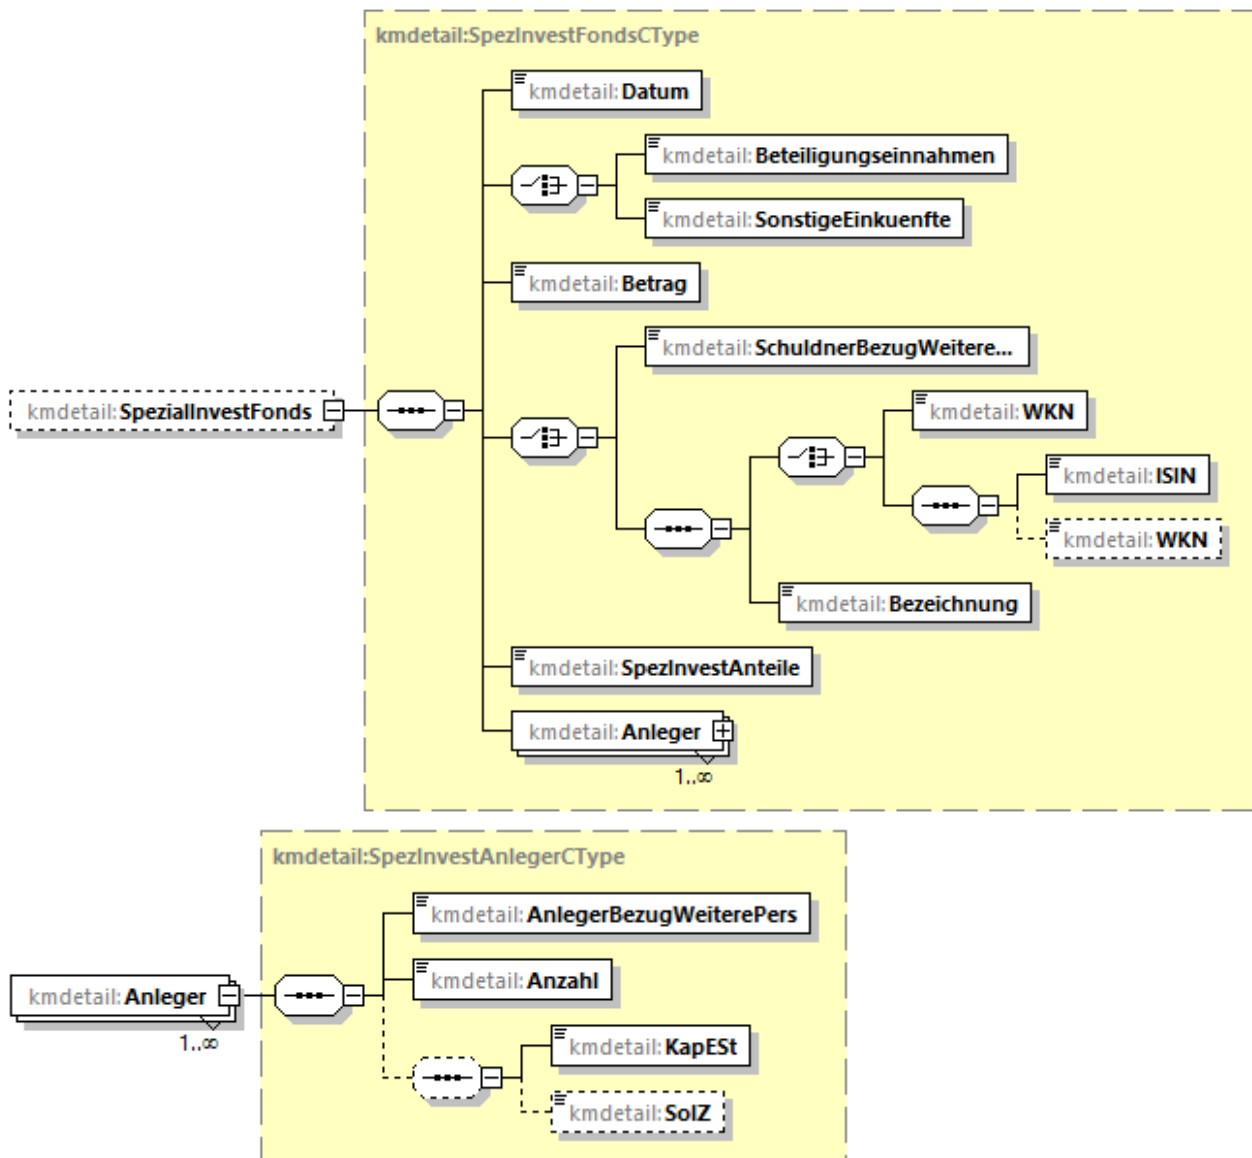 kmdetail:SpezInvestFondsCType
kmdetail:Datum
kmdetail:Beteiligungseinnahmen
kmdetail:SonstigeEinkuenfte
kmdetail:Betrag
kmdetail:SchuldnerBezugWeitere...
kmdetail:SpezialInvestFonds
kmdetail:WKN
kmdetail:ISIN
kmdetail:WKN
kmdetail:Bezeichnung
kmdetail:SpezInvestAnteile
kmdetail:Anleger
1..∞
kmdetail:SpezInvestAnlegerCType
kmdetail:AnlegerBezugWeiterePers
kmdetail:Anzahl
kmdetail:Anleger
1..∞
kmdetail:KapESt
kmdetail:SolZ